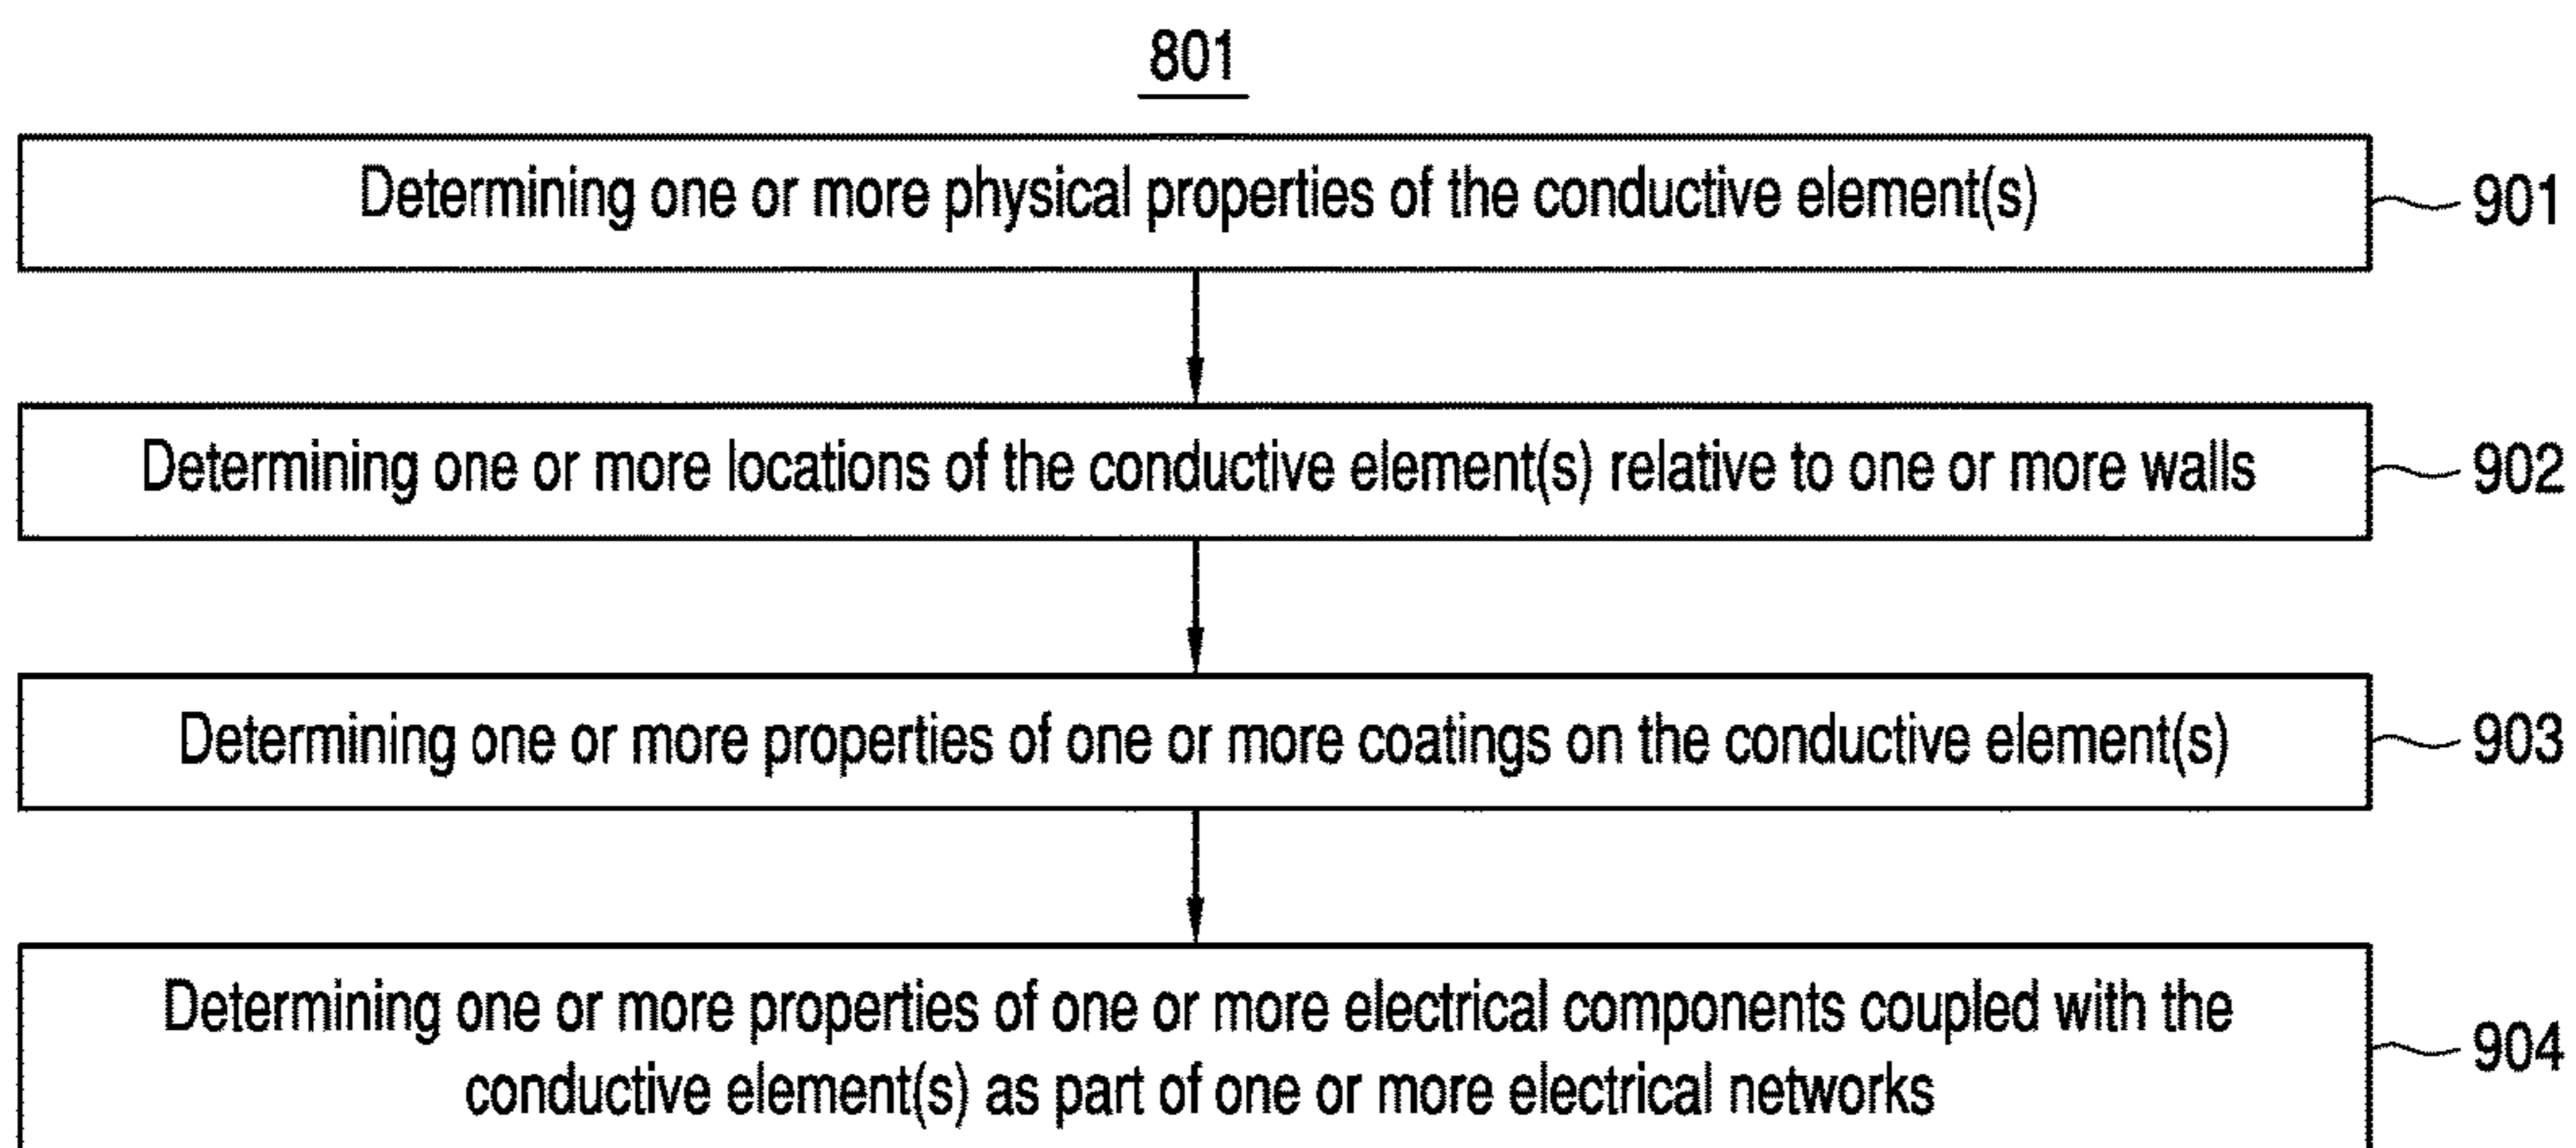 801
Determining one or more physical properties of the conductive element(s)
901
Determining one or more locations of the conductive element(s) relative to one or more walls
902
Determining one or more properties of one or more coatings on the conductive element(s)
903
Determining one or more properties of one or more electrical components coupled with the
conductive element(s) as part of one or more electrical networks
904